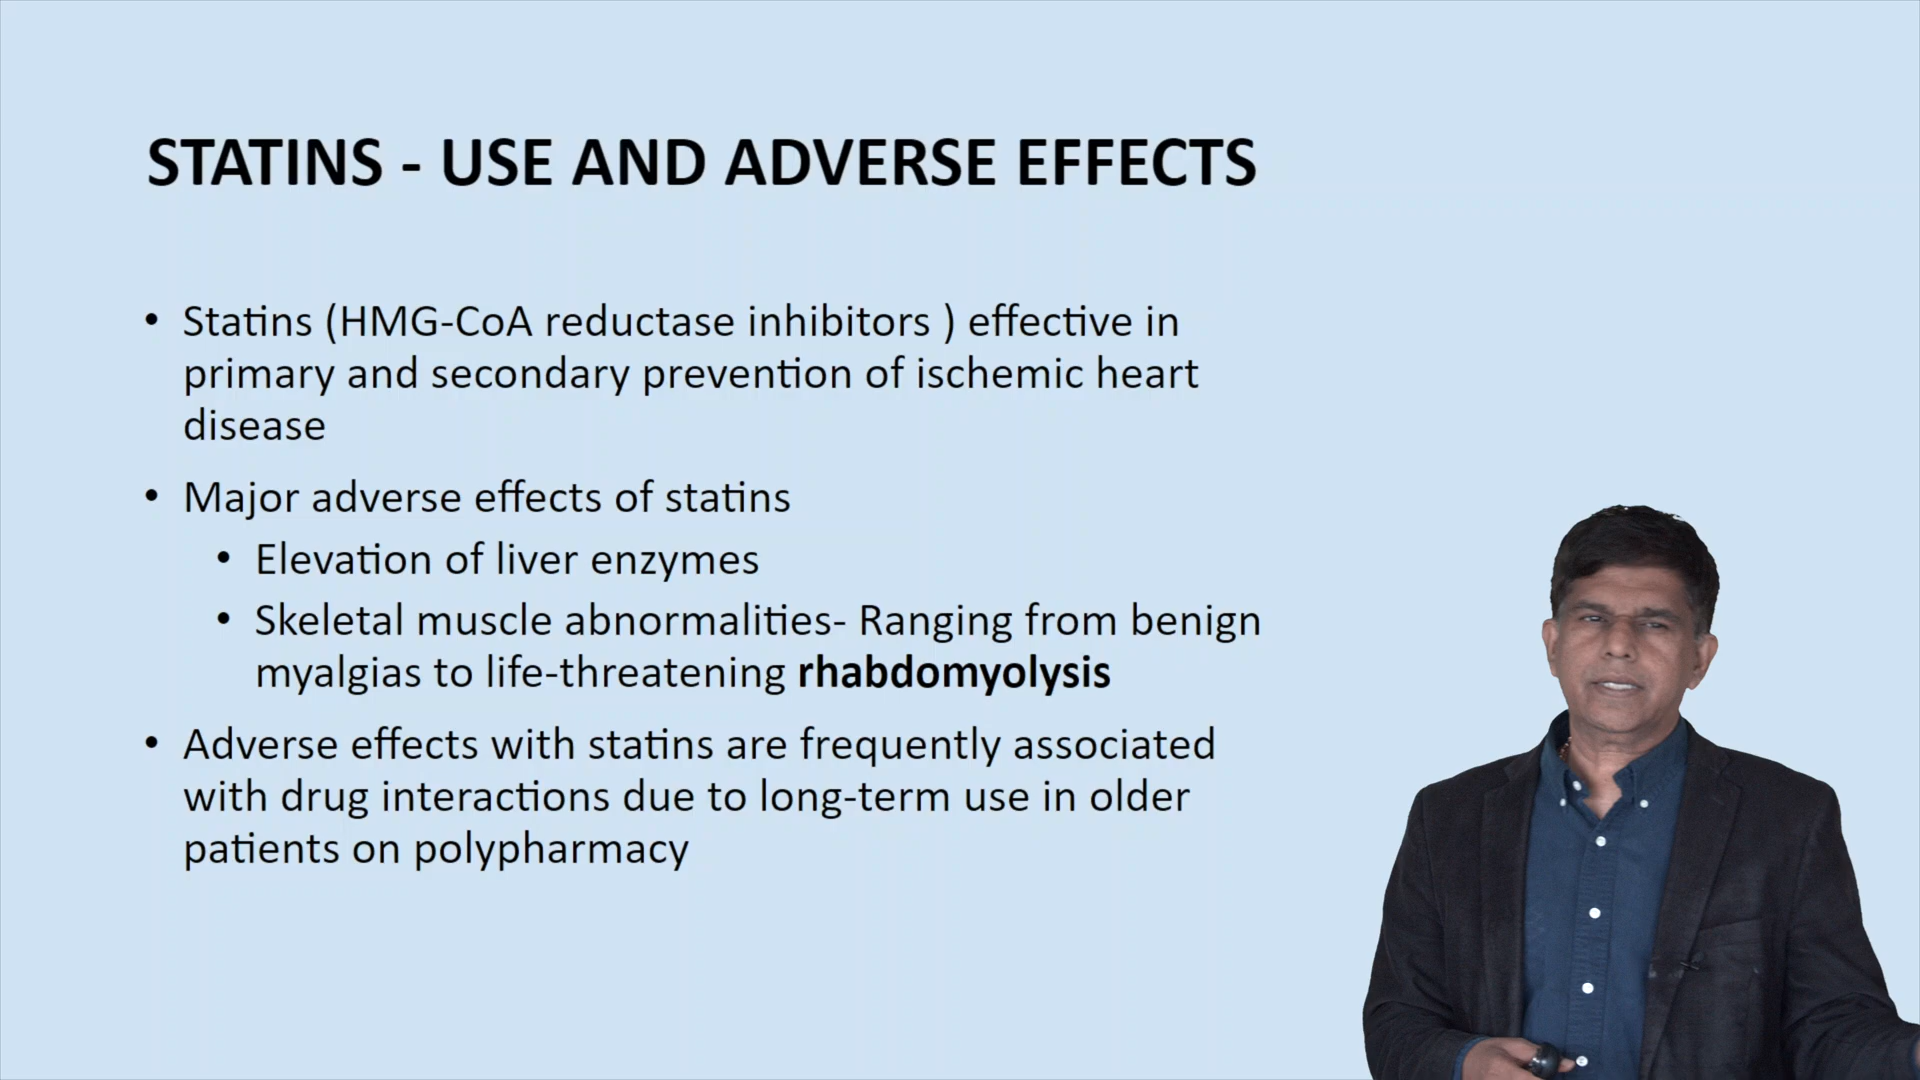 STATINS - USE AND ADVERSE EFFECTS
• Statins (HMG-CoA reductase inhibitors ) effective in
primary and secondary prevention of ischemic heart
disease
• Major adverse effects of statins
• Elevation of liver enzymes
• Skeletal muscle abnormalities- Ranging from benign
myalgias to life-threatening rhabdomyolysis
• Adverse effects with statins are frequently associated
with drug interactions due to long-term use in older
patients on polypharmacy